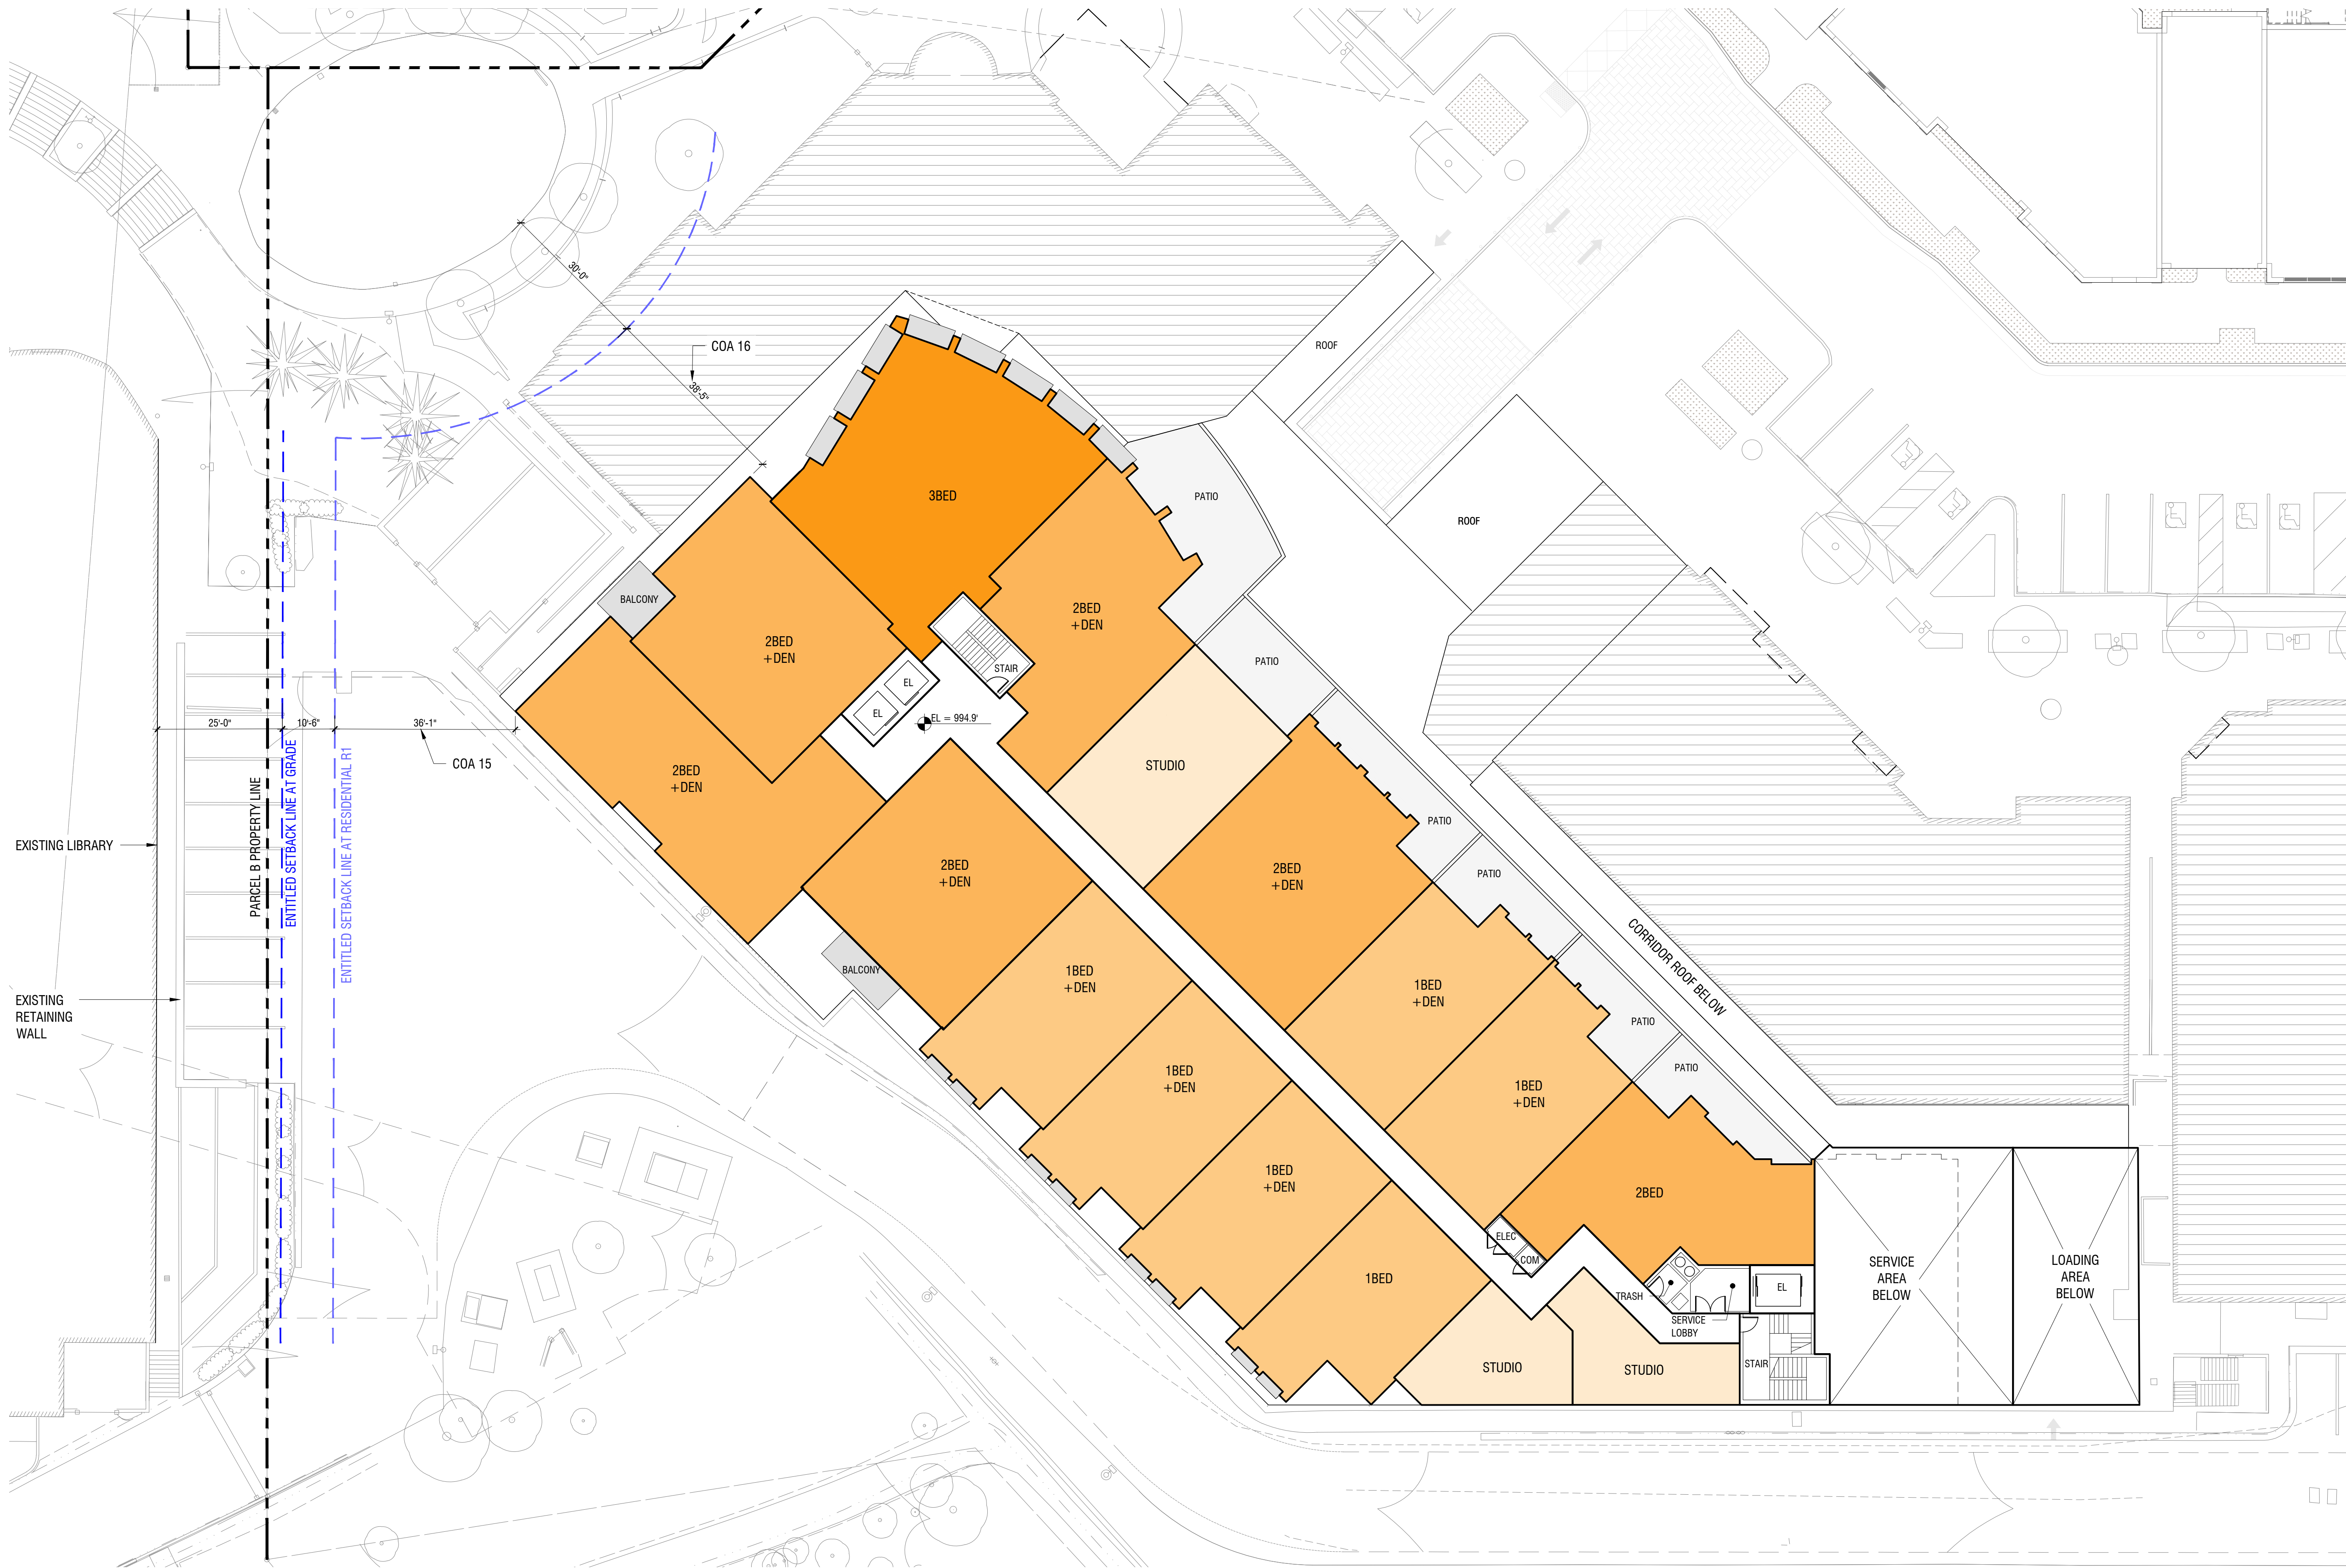 30'-0"
COA 16
38'-5"
ROOF
3BED
PATIO
ROOF
BALCONY
2BED
+DEN
2BED
+DEN
PATIO
STAIR
EL
EL
EL = 994.9'
25'-0"
10'-6"
36'-1"
COA 15
2BED
+DEN
STUDIO
PATIO
EXISTING LIBRARY
PARCEL B PROPERTY LINE
ENTITLED SETBACK LINE AT GRADE
ENTITLED SETBACK LINE AT RESIDENTIAL R1
2BED
+DEN
2BED
+DEN
PATIO
BALCONY
1BED
+DEN
1BED
+DEN
CORRIDOR ROOF BELOW
EXISTING
RETAINING
WALL
PATIO
1BED
+DEN
1BED
+DEN
PATIO
1BED
+DEN
2BED
ELEC
COM
1BED
SERVICE
AREA
BELOW
LOADING
AREA
BELOW
EL
TRASH
SERVICE
LOBBY
STAIR
STUDIO
STUDIO